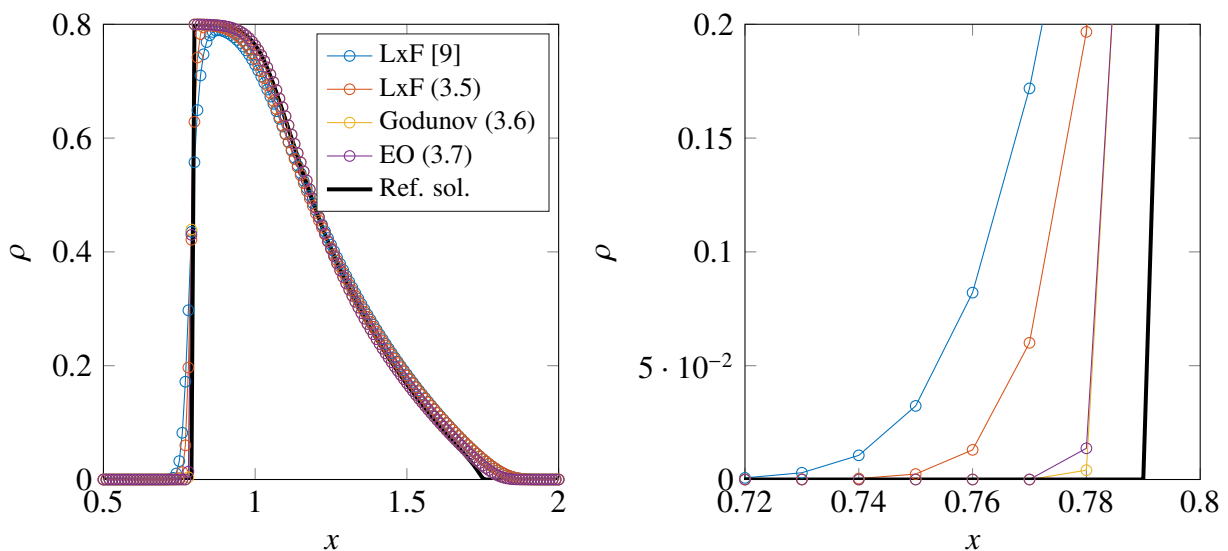 0.8
0.6
0.4
0.2
0
ρ
0.5
1
1.5
2
x
LxF [9]
LxF (3.5)
Godunov (3.6)
EO (3.7)
Ref. sol.
0.2
0.15
0.1
5 · 10⁻²
0
ρ
0.72
0.74
0.76
0.78
0.8
x